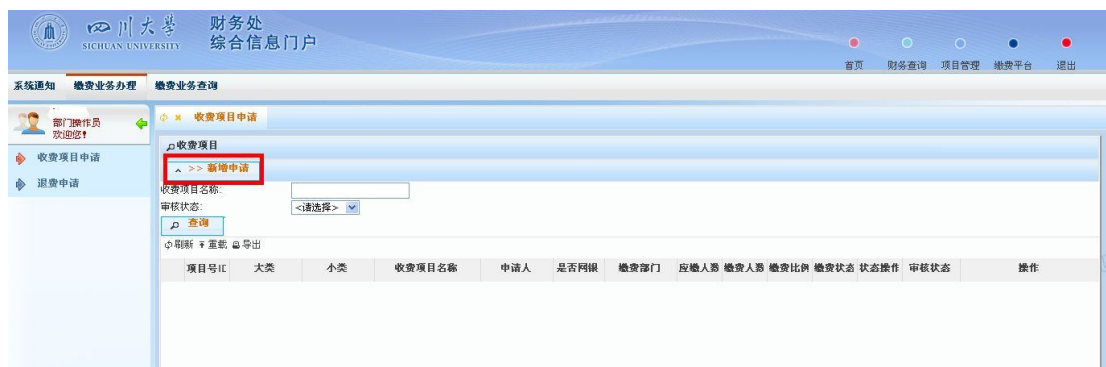 四川大学 财务处
SICHUAN UNIVERSITY 综合信息门户
首页 财务查询 项目管理 缴费平台 退出
系统通知 缴费业务办理 缴费业务查询
部门操作员
欢迎您!
收费项目申请
退费申请
收费项目申请
收费项目
>> 新增申请
收费项目名称:
审核状态: <请选择>
查询
刷新 重载 导出
项目号IC 大类 小类 收费项目名称 申请人 是否网银 缴费部门 应缴人数 缴费人数 缴费比例 缴费状态 状态操作 审核状态 操作